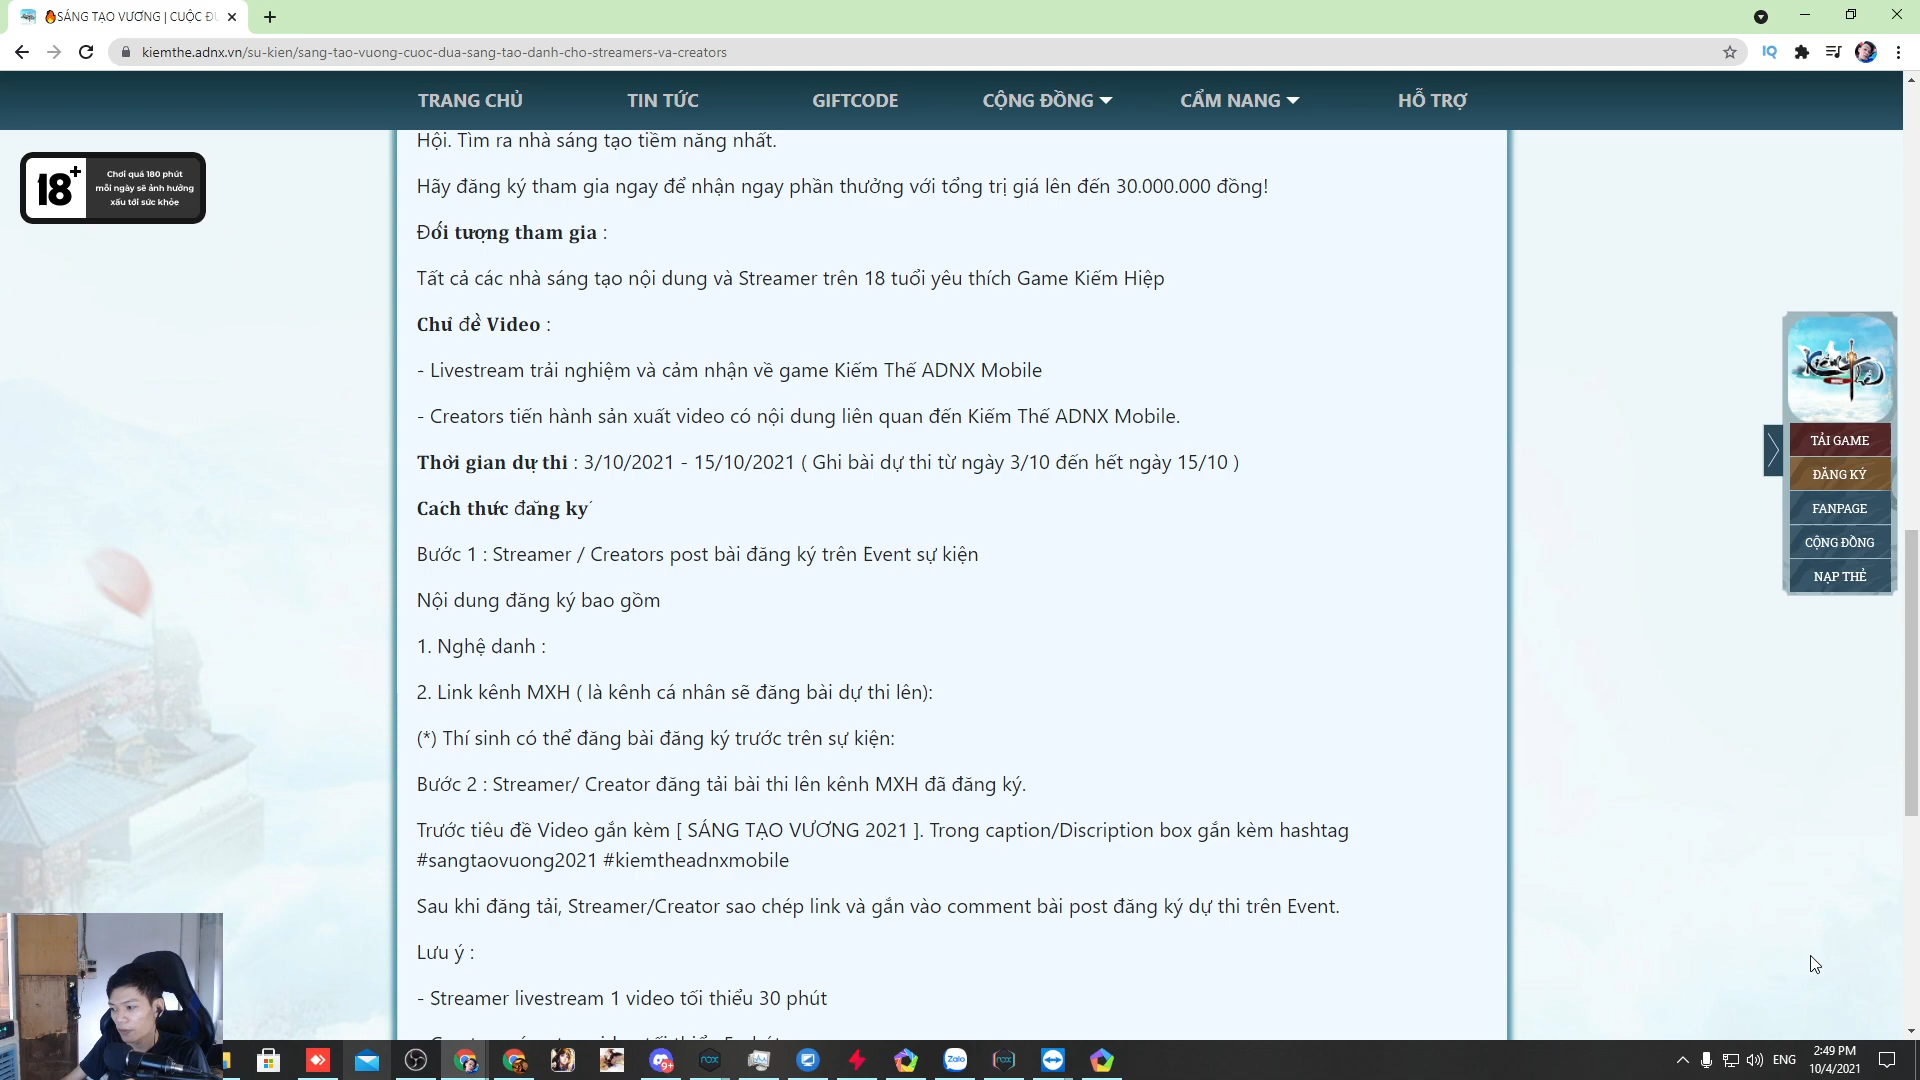 🔥SÁNG TẠO VƯƠNG | CUỘC ĐU
kiemthe.adnx.vn/su-kien/sang-tao-vuong-cuoc-dua-sang-tao-danh-cho-streamers-va-creators
IQ
TRANG CHỦ TIN TỨC GIFTCODE CỘNG ĐỒNG CẨM NANG HỖ TRỢ
18+
Chơi quá 180 phút
mỗi ngày sẽ ảnh hưởng
xấu tới sức khỏe
Hội. Tìm ra nhà sáng tạo tiềm năng nhất.
Hãy đăng ký tham gia ngay để nhận ngay phần thưởng với tổng trị giá lên đến 30.000.000 đồng!
Đối tượng tham gia :
Tất cả các nhà sáng tạo nội dung và Streamer trên 18 tuổi yêu thích Game Kiếm Hiệp
Chủ đề Video :
- Livestream trải nghiệm và cảm nhận về game Kiếm Thế ADNX Mobile
- Creators tiến hành sản xuất video có nội dung liên quan đến Kiếm Thế ADNX Mobile.
Thời gian dự thi : 3/10/2021 - 15/10/2021 ( Ghi bài dự thi từ ngày 3/10 đến hết ngày 15/10 )
Cách thức đăng ký
Bước 1 : Streamer / Creators post bài đăng ký trên Event sự kiện
Nội dung đăng ký bao gồm
1. Nghệ danh :
2. Link kênh MXH ( là kênh cá nhân sẽ đăng bài dự thi lên):
(*) Thí sinh có thể đăng bài đăng ký trước trên sự kiện:
Bước 2 : Streamer/ Creator đăng tải bài thi lên kênh MXH đã đăng ký.
Trước tiêu đề Video gắn kèm [ SÁNG TẠO VƯƠNG 2021 ]. Trong caption/Discription box gắn kèm hashtag
#sangtaovuong2021 #kiemtheadnxmobile
Sau khi đăng tải, Streamer/Creator sao chép link và gắn vào comment bài post đăng ký dự thi trên Event.
Lưu ý :
- Streamer livestream 1 video tối thiểu 30 phút
Kiếm Thế
TẢI GAME
ĐĂNG KÝ
FANPAGE
CỘNG ĐỒNG
NẠP THẺ
9+
nox
Zalo
nox
ENG
2:49 PM
10/4/2021